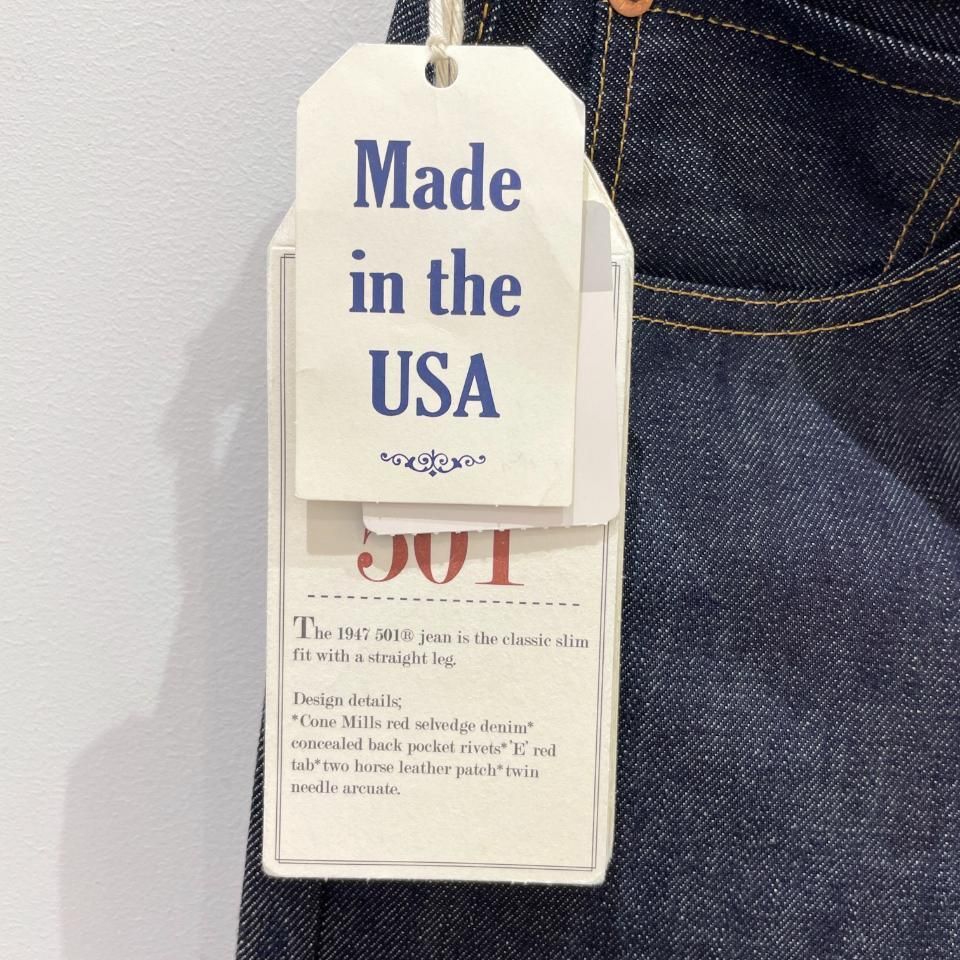 Made
in the
USA
501
The 1947 501® jean is the classic slim
fit with a straight leg.
Design details;
*Cone Mills red selvedge denim*
concealed back pocket rivets*'E' red
tab*two horse leather patch*twin
needle arcuate.